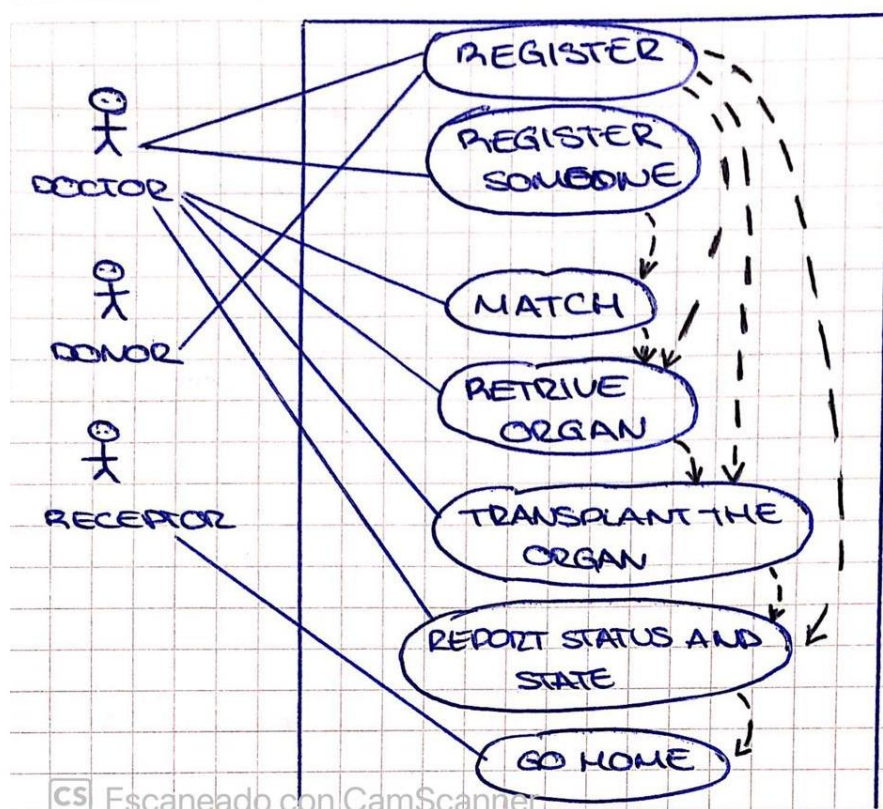 REGISTER
REGISTER
SOMEONE
DOCTOR
MATCH
DONOR
RETRIVE
ORGAN
RECEPTOR
TRANSPLANT THE
ORGAN
REPORT STATUS AND
STATE
GO HOME
CS Escaneado con CamScanner